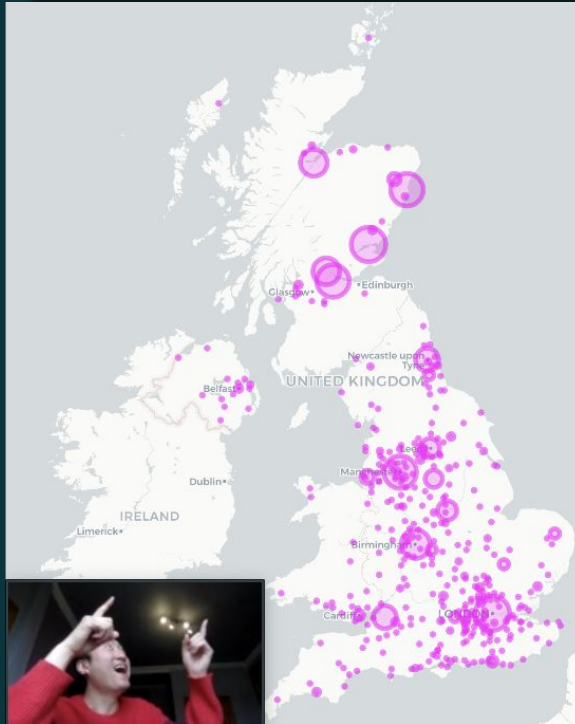 Glasgow
Edinburgh
Newcastle upon
Tyne
Belfast
UNITED KINGDOM
Leeds
Manchester
Dublin
IRELAND
Limerick
Birmingham
Cardiff
LONDON